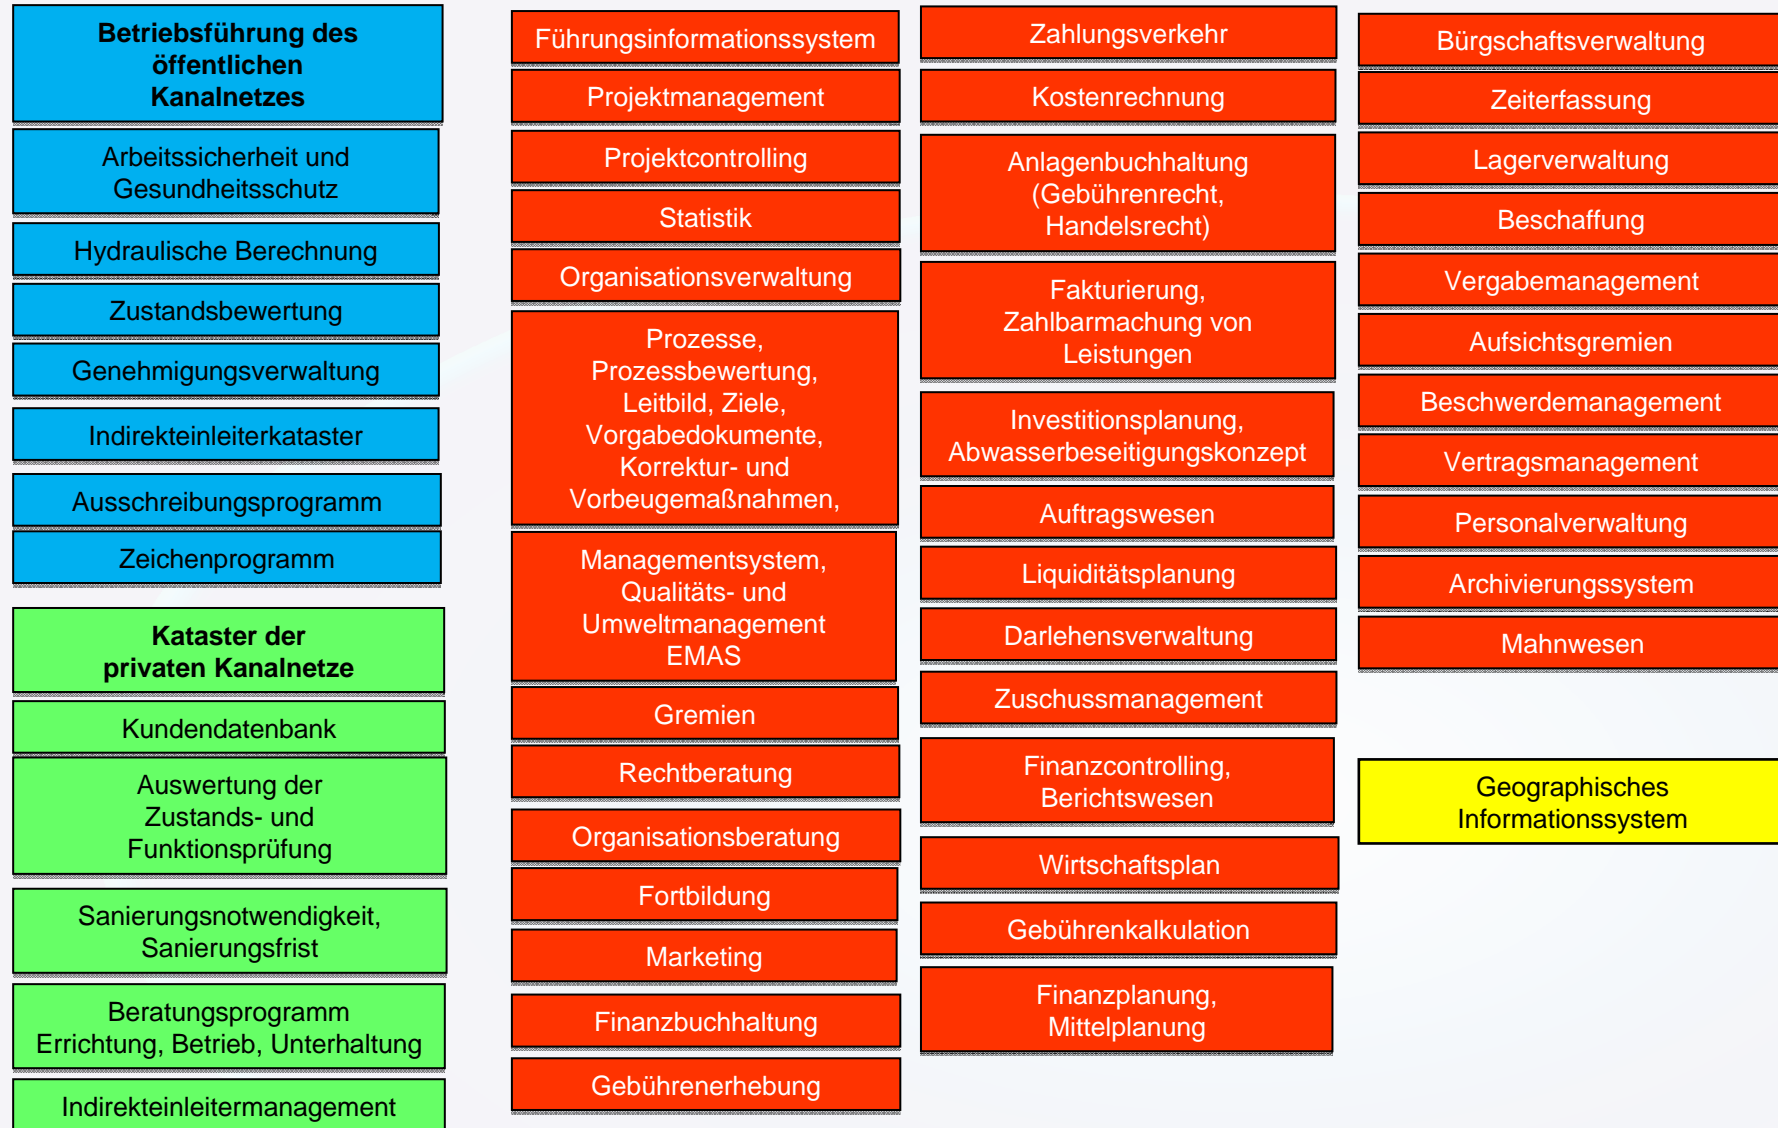 Betriebsführung des
öffentlichen
Kanalnetzes
Arbeitssicherheit und
Gesundheitsschutz
Hydraulische Berechnung
Zustandsbewertung
Genehmigungsverwaltung
Indirekteinleiterkataster
Ausschreibungsprogramm
Zeichenprogramm
Kataster der
privaten Kanalnetze
Kundendatenbank
Auswertung der
Zustands- und
Funktionsprüfung
Sanierungsnotwendigkeit,
Sanierungsfrist
Beratungsprogramm
Errichtung, Betrieb, Unterhaltung
Indirekteinleitermanagement
Führungsinformationssystem
Projektmanagement
Projektcontrolling
Statistik
Organisationsverwaltung
Prozesse,
Prozessbewertung,
Leitbild, Ziele,
Vorgabedokumente,
Korrektur- und
Vorbeugemaßnahmen,
Managementsystem,
Qualitäts- und
Umweltmanagement
EMAS
Gremien
Rechtberatung
Organisationsberatung
Fortbildung
Marketing
Finanzbuchhaltung
Gebührenerhebung
Zahlungsverkehr
Kostenrechnung
Anlagenbuchhaltung
(Gebührenrecht,
Handelsrecht)
Fakturierung,
Zahlbarmachung von
Leistungen
Investitionsplanung,
Abwasserbeseitigungskonzept
Auftragswesen
Liquiditätsplanung
Darlehensverwaltung
Zuschussmanagement
Finanzcontrolling,
Berichtswesen
Wirtschaftsplan
Gebührenkalkulation
Finanzplanung,
Mittelplanung
Bürgschaftsverwaltung
Zeiterfassung
Lagerverwaltung
Beschaffung
Vergabemanagement
Aufsichtsgremien
Beschwerdemanagement
Vertragsmanagement
Personalverwaltung
Archivierungssystem
Mahnwesen
Geographisches
Informationssystem